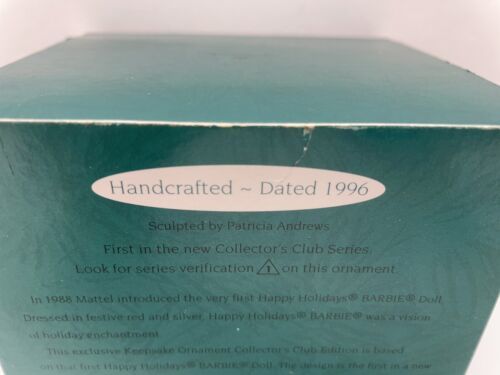 Handcrafted ~ Dated 1996
Sculpted by Patricia Andrews
First in the new Collector's Club Series.
Look for series verification 1 on this ornament.
In 1988 Mattel introduced the very first Happy Holidays® BARBIE® Doll.
Dressed in festive red and silver, Happy Holidays® BARBIE® was a vision
of holiday enchantment.
This exclusive Keepsake Ornament Collector's Club Edition is based
on that first Happy Holidays® BARBIE® Doll. The design is the first in a new